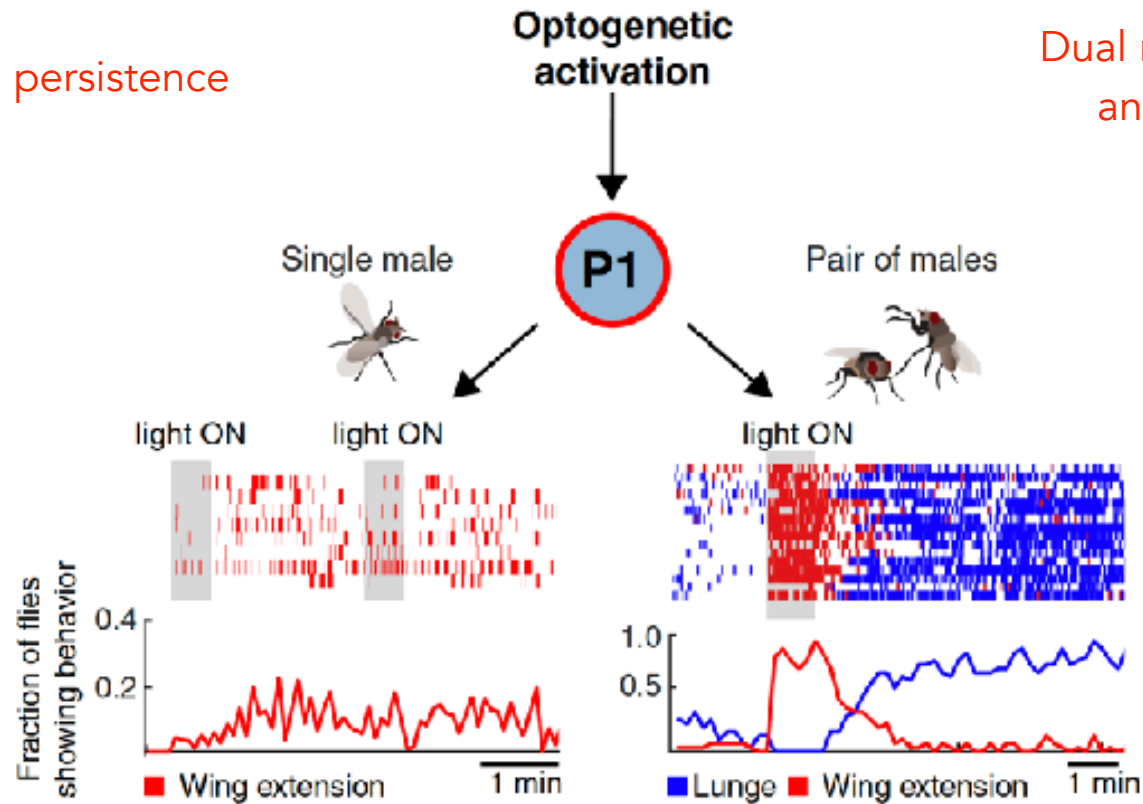 Optogenetic
activation
persistence
Dual
an
P1
Single male
Pair of males
light ON
light ON
light ON
Fraction of flies
showing behavior
0.4
0.2
1.0
0.5
Wing extension
1 min
Lunge
Wing extension
1 min